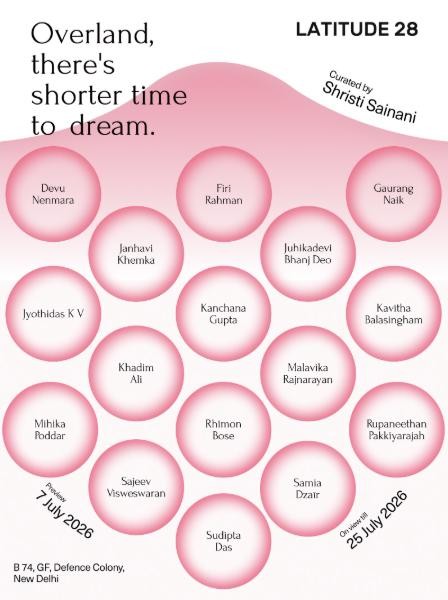 Overland,
there's
shorter time
to dream.
LATITUDE 28
Curated by
Shristi Sainani
Devu
Nenmara
Firi
Rahman
Gaurang
Naik
Janhavi
Khemka
Juhikadevi
Bhanj Deo
Jyothidas K V
Kanchana
Gupta
Kavitha
Balasingham
Khadim
Ali
Malavika
Rajnarayan
Mihika
Poddar
Rhimon
Bose
Rupaneethan
Pakkiyarajah
Sajeev
Visweswaran
Samia
Dzaïr
Sudipta
Das
Preview
7 July 2026
On view till
25 July 2026
B 74, GF, Defence Colony,
New Delhi